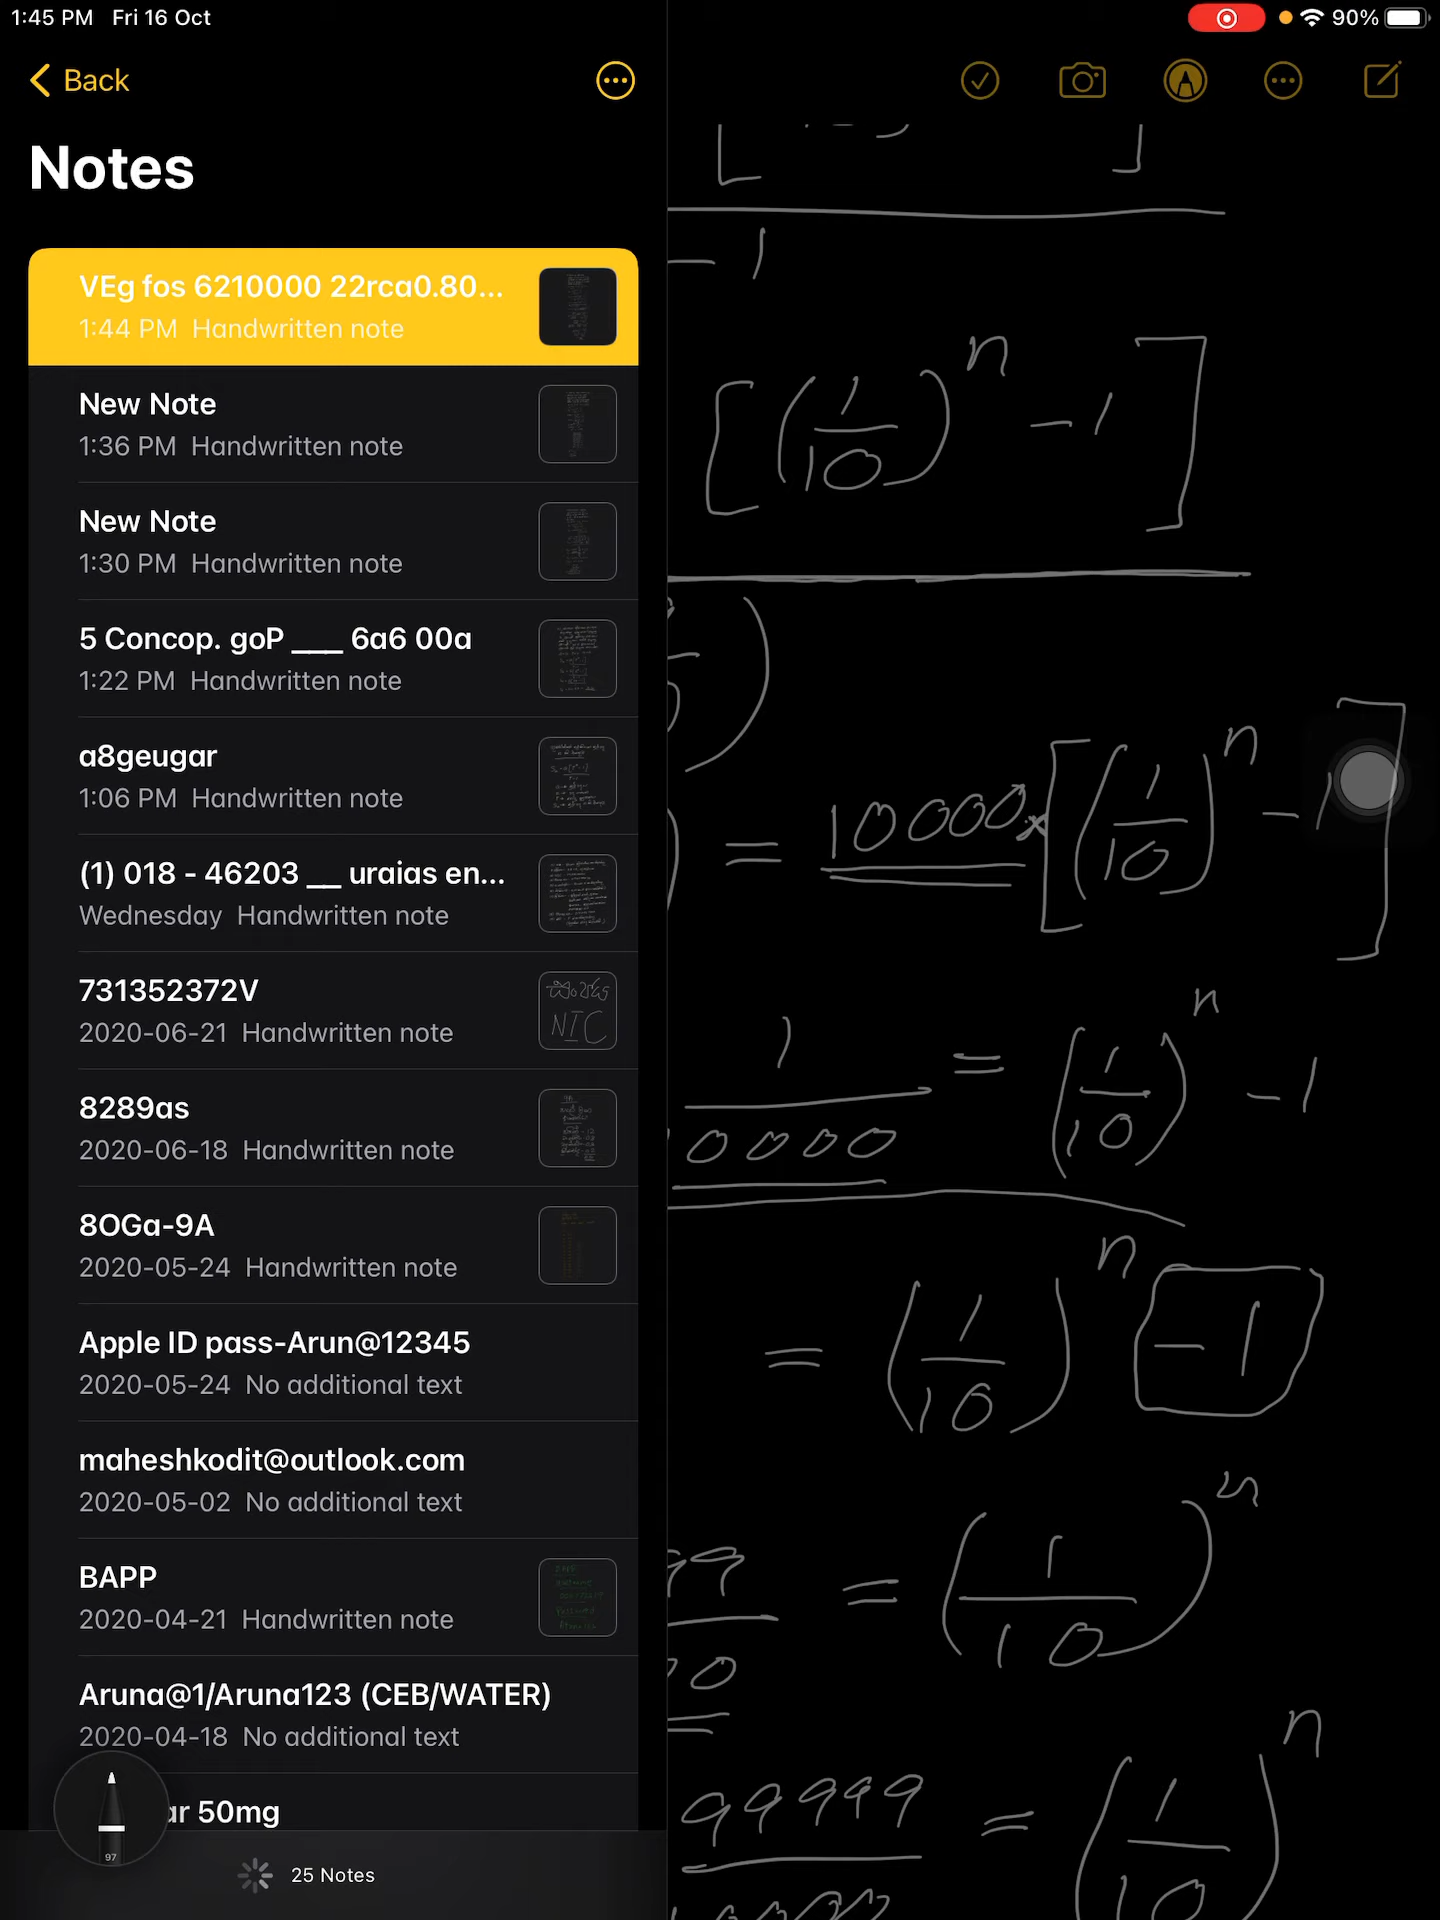 1:45 PM Fri 16 Oct
90%
Back
Notes
VEg fos 6210000 22rca0.80...
1:44 PM Handwritten note
New Note
1:36 PM Handwritten note
New Note
1:30 PM Handwritten note
5 Concop. goP ___ 6a6 00a
1:22 PM Handwritten note
a8geugar
1:06 PM Handwritten note
(1) 018 - 46203 __ uraias en...
Wednesday Handwritten note
731352372V
2020-06-21 Handwritten note
NIC
8289as
2020-06-18 Handwritten note
8OGa-9A
2020-05-24 Handwritten note
Apple ID pass-Arun@12345
2020-05-24 No additional text
maheshkodit@outlook.com
2020-05-02 No additional text
BAPP
2020-04-21 Handwritten note
Aruna@1/Aruna123 (CEB/WATER)
2020-04-18 No additional text
ar 50mg
97
25 Notes
-1
[(1/10)^n - 1]
= 10000 × [(1/10)^n - 1]
1/0000 = (1/10)^n - 1
= (1/10)^n -1
= (1/10)^n
99999 = (1/10)^n